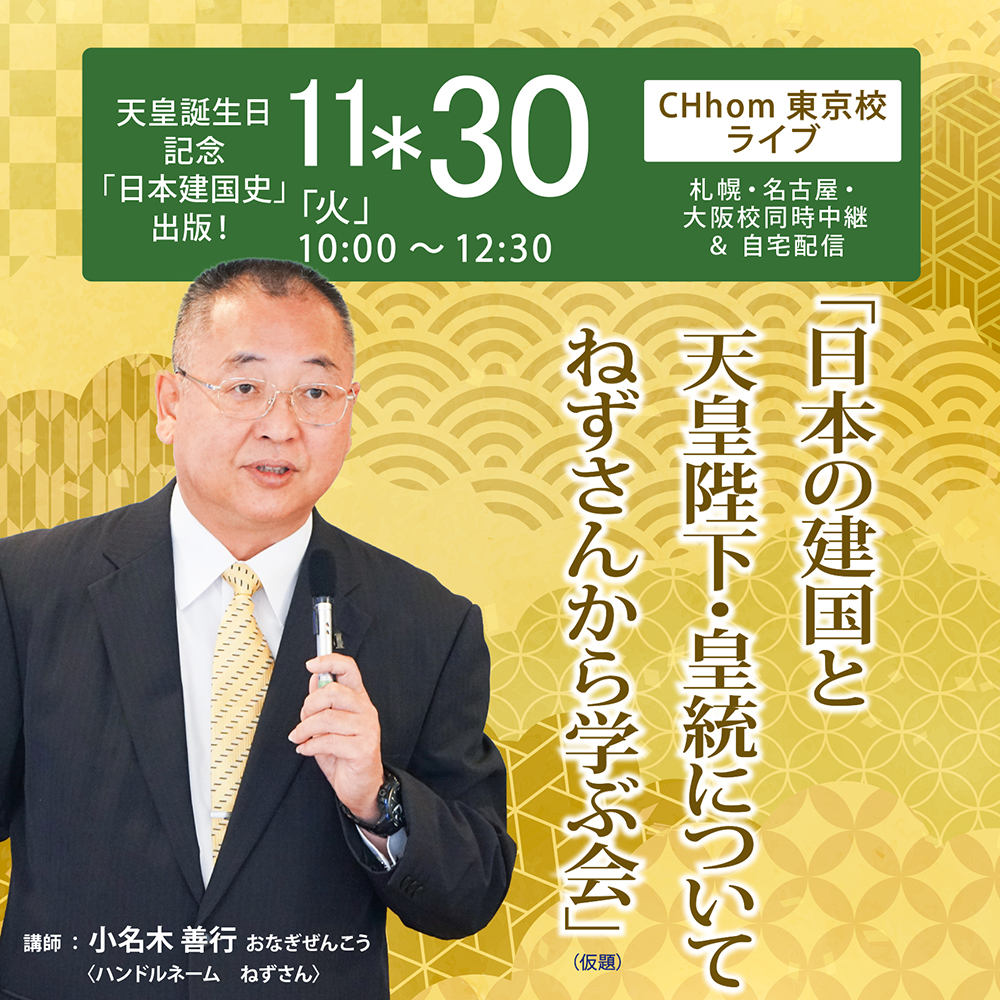 天皇誕生日
記念
「日本建国史」
出版！
11*30
「火」
10:00 ～ 12:30
CHhom 東京校
ライブ
札幌・名古屋・
大阪校同時中継
& 自宅配信
「日本の建国と
天皇陛下・皇統について
ねずさんから学ぶ会」
（仮題）
講師 ： 小名木 善行 おなぎぜんこう
〈ハンドルネーム　ねずさん〉